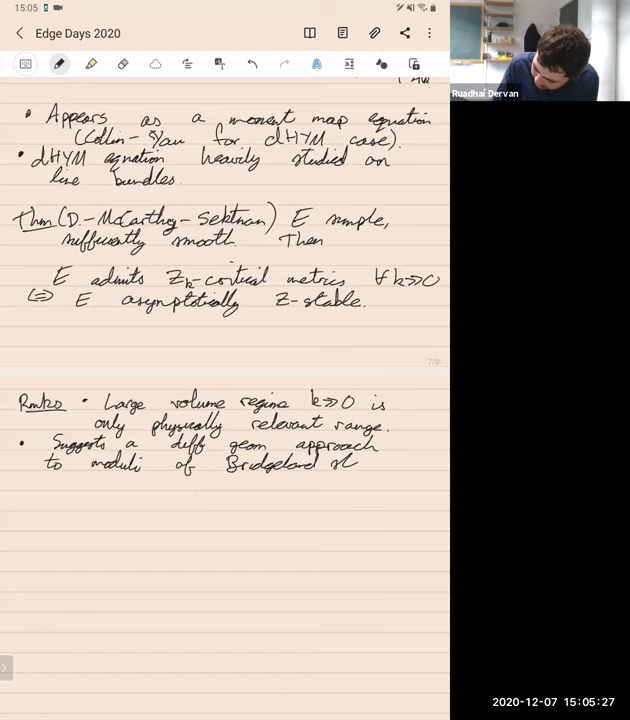 15:05
Edge Days 2020
• Appears as a moment map equation
(Collin-Yau for dHYM case).
• dHYM equation heavily studied on
line bundles.
Thm (D.-McCarthy-Sektnan) E simple,
sufficiently smooth. Then
E admits Z_k-critical metrics ∀k≫0
⇔ E asymptotically Z-stable.
7/8
Rmks • Large volume regime k≫0 is
only physically relevant range.
• Suggests a diff geom approach
to moduli of Bridgeland st
Ruadhaí Dervan
2020-12-07 15:05:27